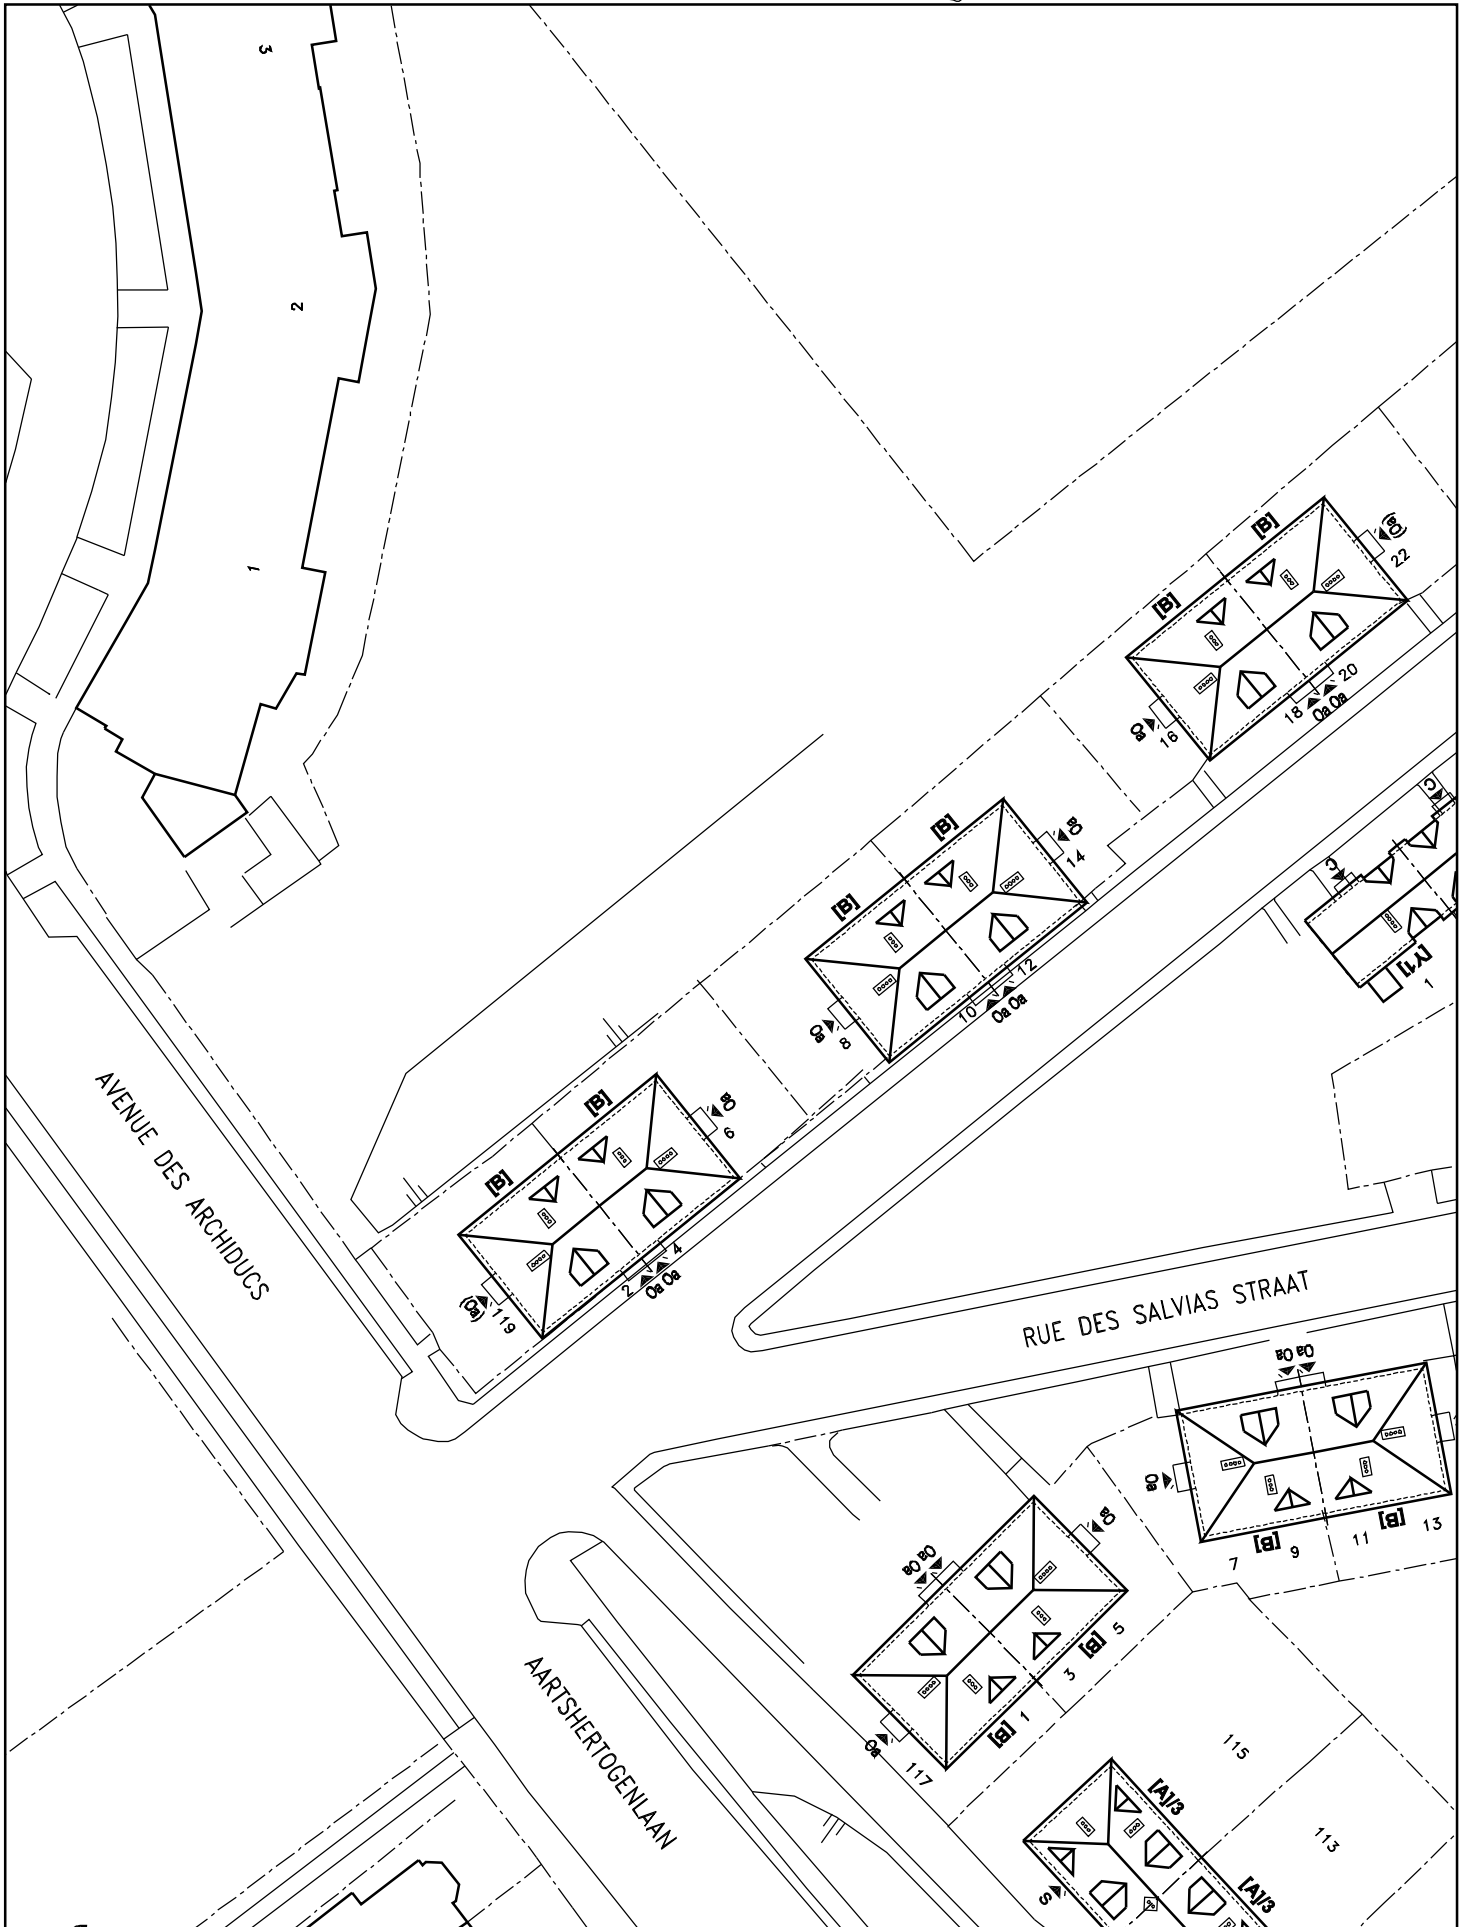 3
2
1
[B]
(Oa)
22
[B]
20
18
Oa Oa
Oa
16
C
[B]
Oa
14
C
[B]
12
10
Oa Oa
[Y1]
1
Oa
8
AVENUE DES ARCHIDUCS
[B]
Oa
6
[B]
4
2
Oa Oa
(Oa)
119
RUE DES SALVIAS STRAAT
Oa Oa
Oa
[B]
13
[B]
11
9
7
Oa
Oa Oa
5
[B]
3
1
[B]
Oa
117
AARTSHERTOGENLAAN
115
[A]/3
113
[A]/3
S